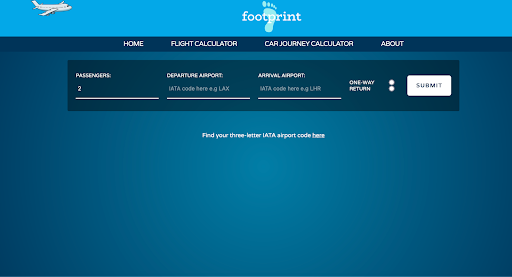 footprint
HOME FLIGHT CALCULATOR CAR JOURNEY CALCULATOR ABOUT
PASSENGERS: DEPARTURE AIRPORT: ARRIVAL AIRPORT:
ONE-WAY
2 IATA code here e.g LAX IATA code here e.g LHR SUBMIT
RETURN
Find your three-letter IATA airport code here